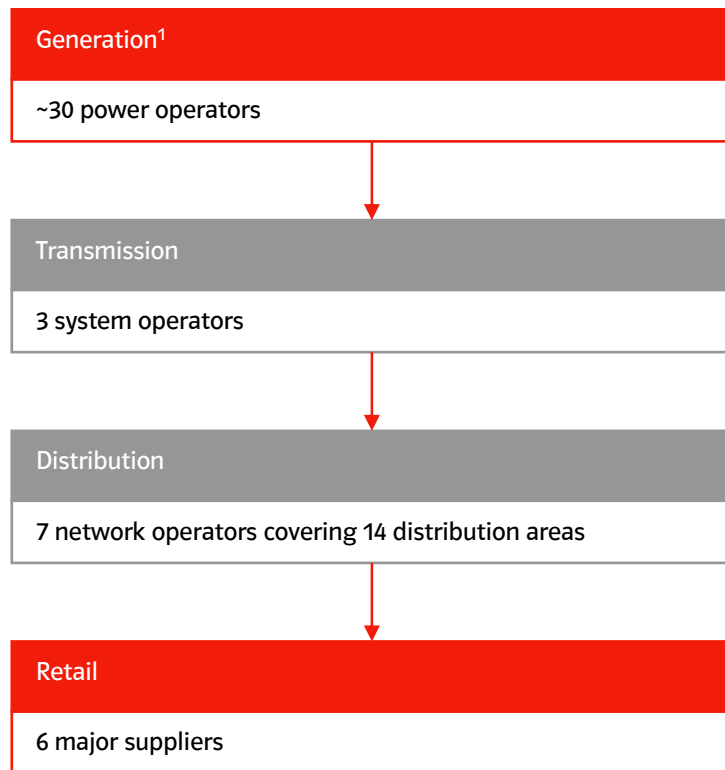 Generation¹
~30 power operators
Transmission
3 system operators
Distribution
7 network operators covering 14 distribution areas
Retail
6 major suppliers